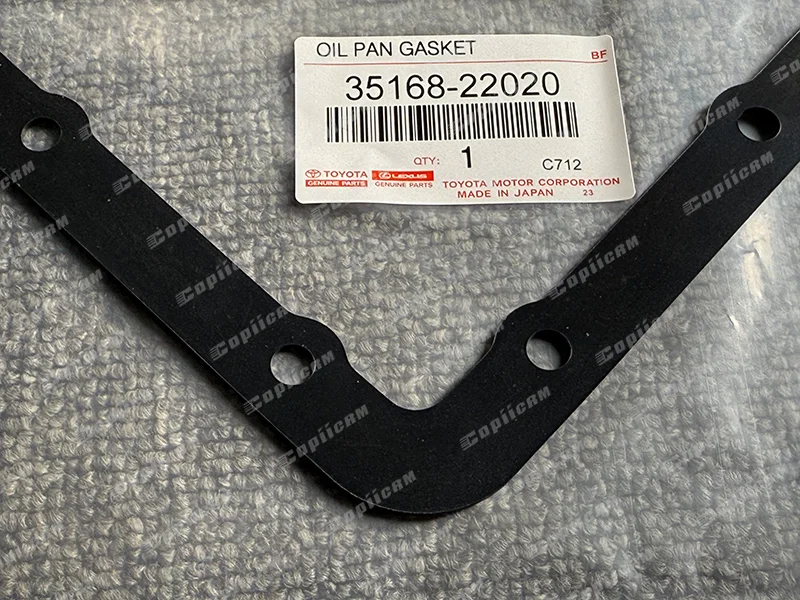 OIL PAN GASKET
BF
35168-22020
QTY: 1 C712
TOYOTA LEXUS TOYOTA MOTOR CORPORATION
GENUINE PARTS GENUINE PARTS MADE IN JAPAN 23
CopiiCAM